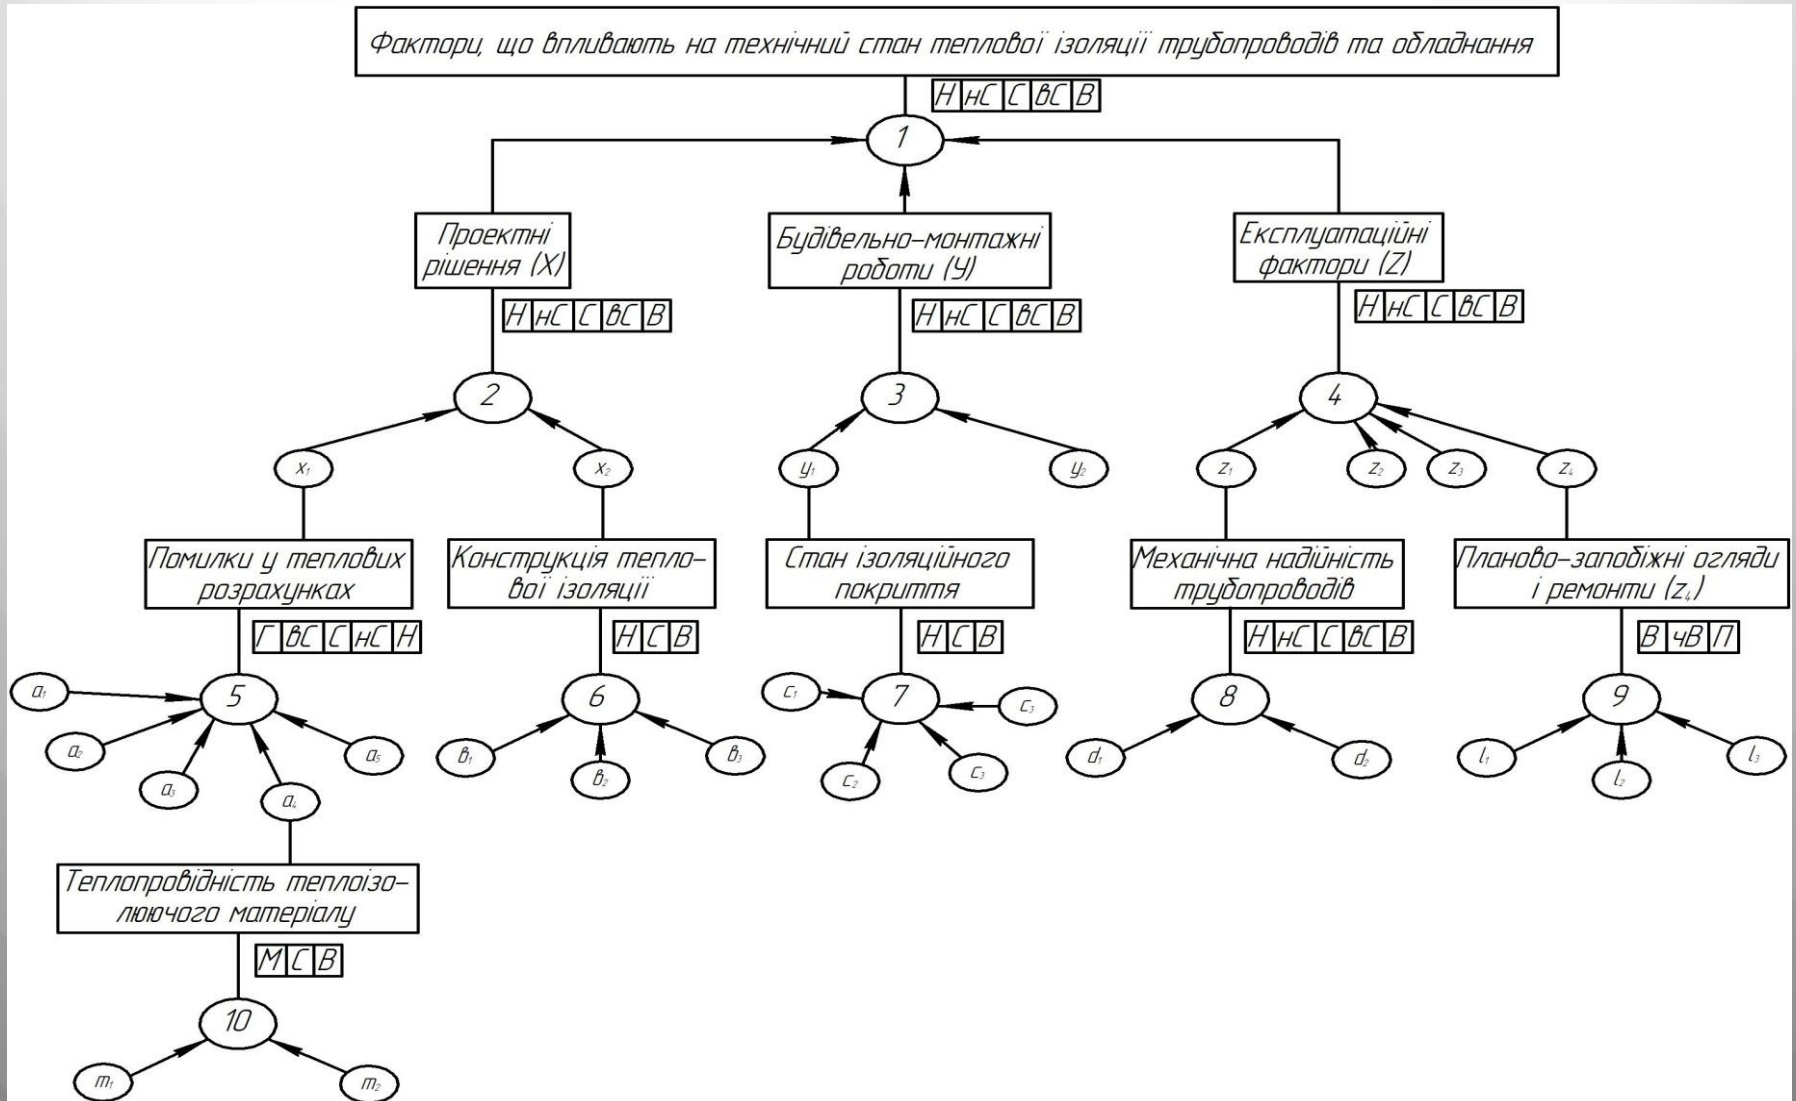 Фактори, що впливають на технічний стан теплової ізоляції трубопроводів та обладнання
Н нС С вС В
1
Проектні
рішення (X)
Будівельно-монтажні
роботи (У)
Експлуатаційні
фактори (Z)
Н нС С вС В
Н нС С вС В
Н нС С вС В
2
3
4
x₁
x₂
y₁
y₂
z₁
z₂
z₃
z₄
Помилки у теплових
розрахунках
Конструкція тепло-
вої ізоляції
Стан ізоляційного
покриття
Механічна надійність
трубопроводів
Планово-запобіжні огляди
і ремонти (z₄)
Г вС С нС Н
Н С В
Н С В
Н нС С вС В
В чВ П
5
6
7
8
9
a₁
a₂
a₃
a₄
a₅
в₁
в₂
в₃
c₁
c₂
c₃
c₃
d₁
d₂
l₁
l₂
l₃
Теплопровідність теплоізо-
люючого матеріалу
М С В
10
m₁
m₂